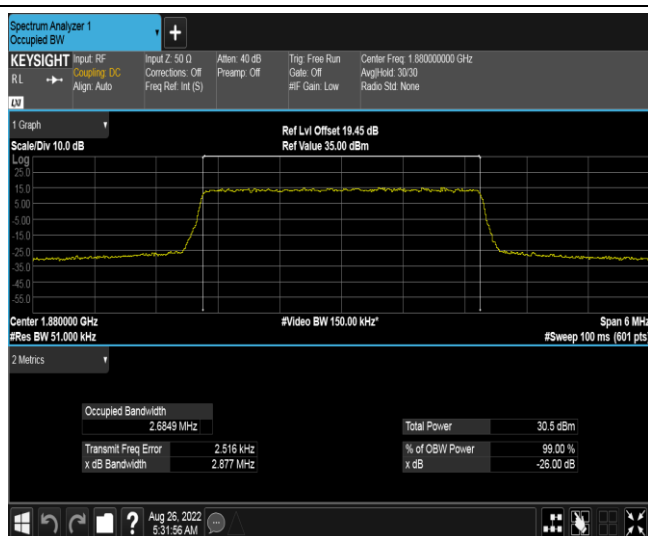 Spectrum Analyzer 1
Occupied BW
+
KEYSIGHT Input: RF Input Z: 50 Ω Atten: 40 dB Trig: Free Run Center Freq: 1.880000000 GHz
RL Coupling: DC Corrections: Off Preamp: Off Gate: Off Avg|Hold: 30/30
Align: Auto Freq Ref: Int (S) #IF Gain: Low Radio Std: None
LXI
1 Graph
Ref Lvl Offset 19.45 dB
Scale/Div 10.0 dB Ref Value 35.00 dBm
Log
25.0
15.0
5.00
-5.00
-15.0
-25.0
-35.0
-45.0
-55.0
Center 1.880000 GHz #Video BW 150.00 kHz* Span 6 MHz
#Res BW 51.000 kHz #Sweep 100 ms (601 pts)
2 Metrics
Occupied Bandwidth
2.6849 MHz Total Power 30.5 dBm
Transmit Freq Error 2.516 kHz % of OBW Power 99.00 %
x dB Bandwidth 2.877 MHz x dB -26.00 dB
? Aug 26, 2022
5:31:56 AM